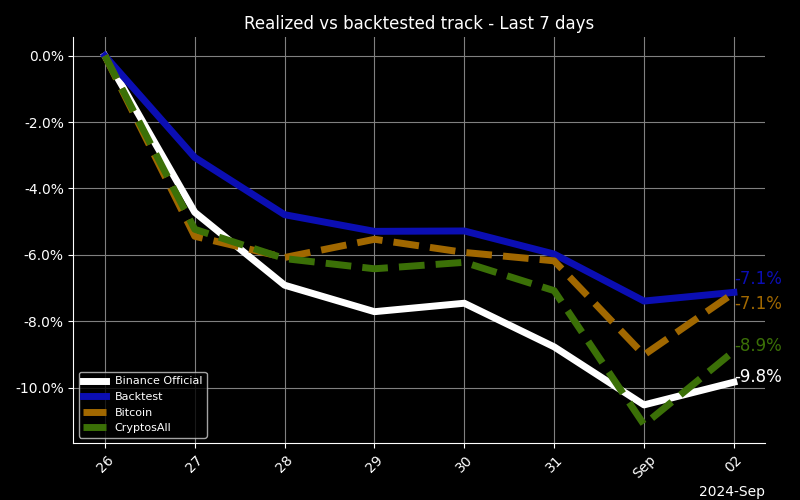 Realized vs backtested track - Last 7 days
0.0%
-2.0%
-4.0%
-6.0%
-8.0%
-10.0%
-7.1%
-7.1%
-8.9%
-9.8%
Binance Official
Backtest
Bitcoin
CryptosAll
26
27
28
29
30
31
Sep
02
2024-Sep